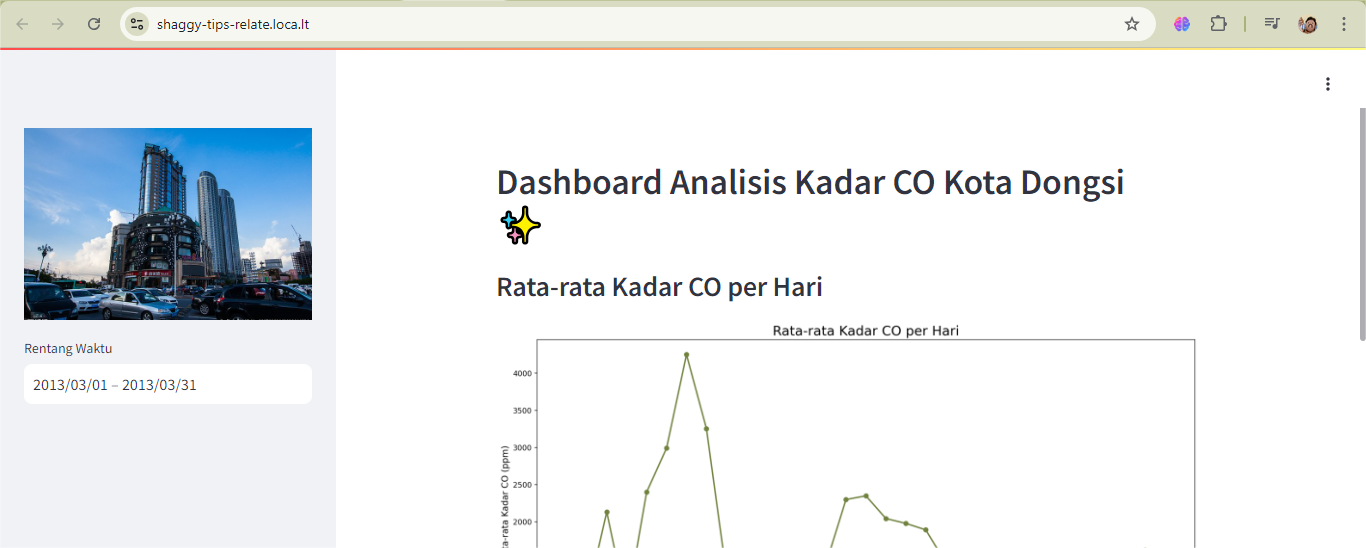 shaggy-tips-relate.loca.lt
Rentang Waktu
2013/03/01 – 2013/03/31
Dashboard Analisis Kadar CO Kota Dongsi
Rata-rata Kadar CO per Hari
Rata-rata Kadar CO per Hari
4000
3500
3000
2500
2000
Kadar CO (ppm)